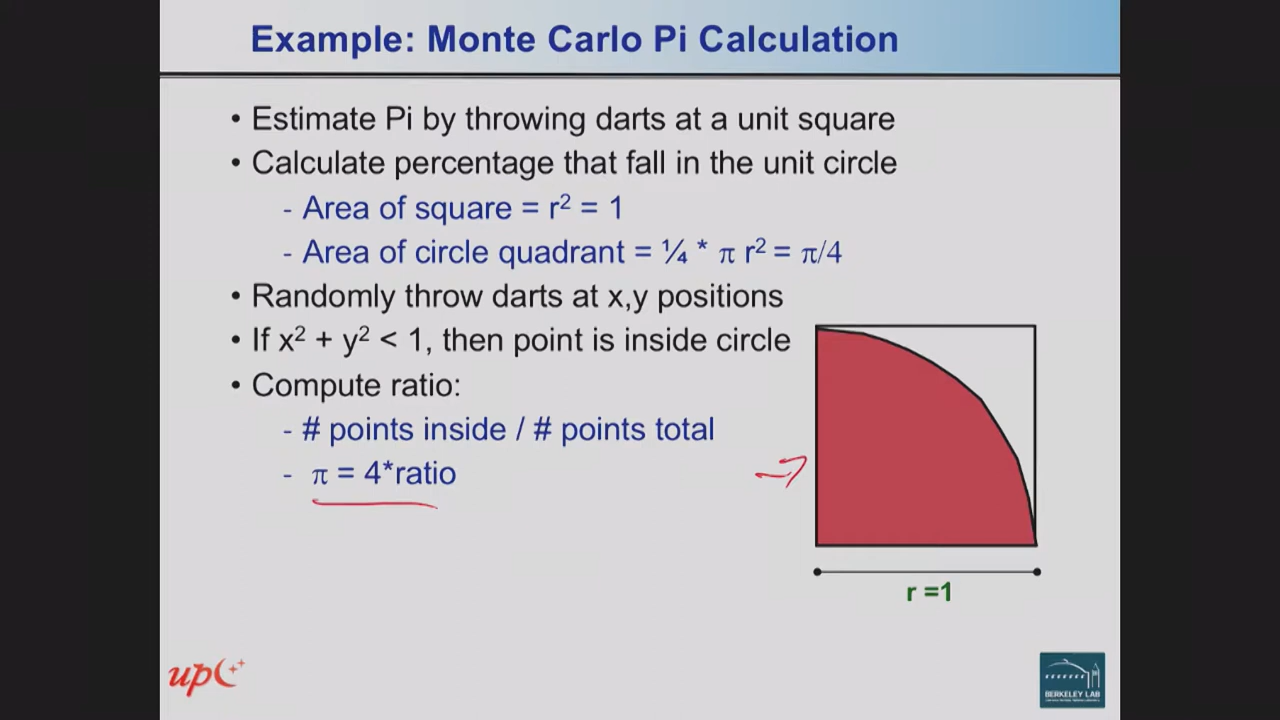 Example: Monte Carlo Pi Calculation
• Estimate Pi by throwing darts at a unit square
• Calculate percentage that fall in the unit circle
- Area of square = r² = 1
- Area of circle quadrant = ¼ * π r² = π/4
• Randomly throw darts at x,y positions
• If x² + y² < 1, then point is inside circle
• Compute ratio:
- # points inside / # points total
- π = 4*ratio
r =1
upc++
BERKELEY LAB